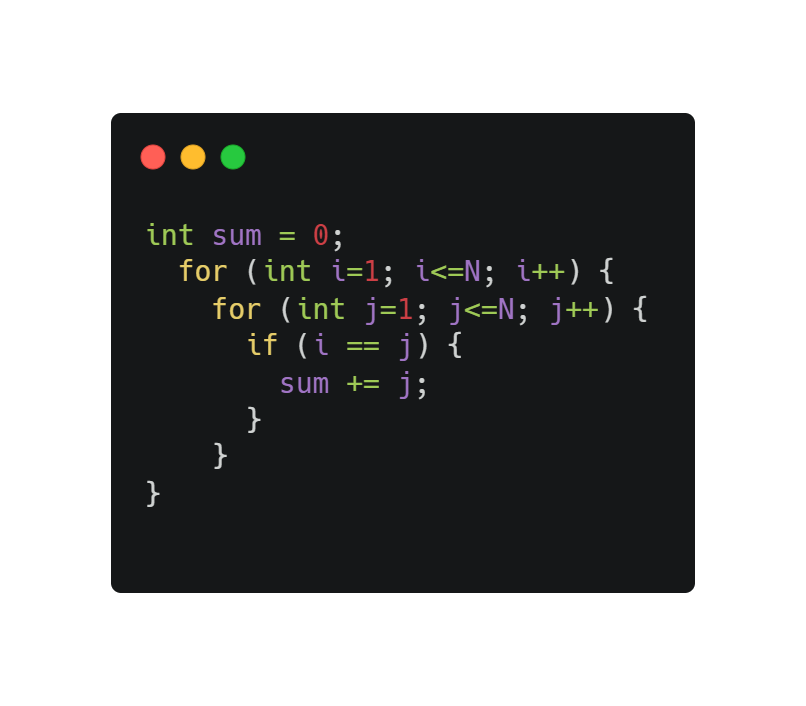 int sum = 0;
  for (int i=1; i<=N; i++) {
    for (int j=1; j<=N; j++) {
      if (i == j) {
        sum += j;
      }
    }
}